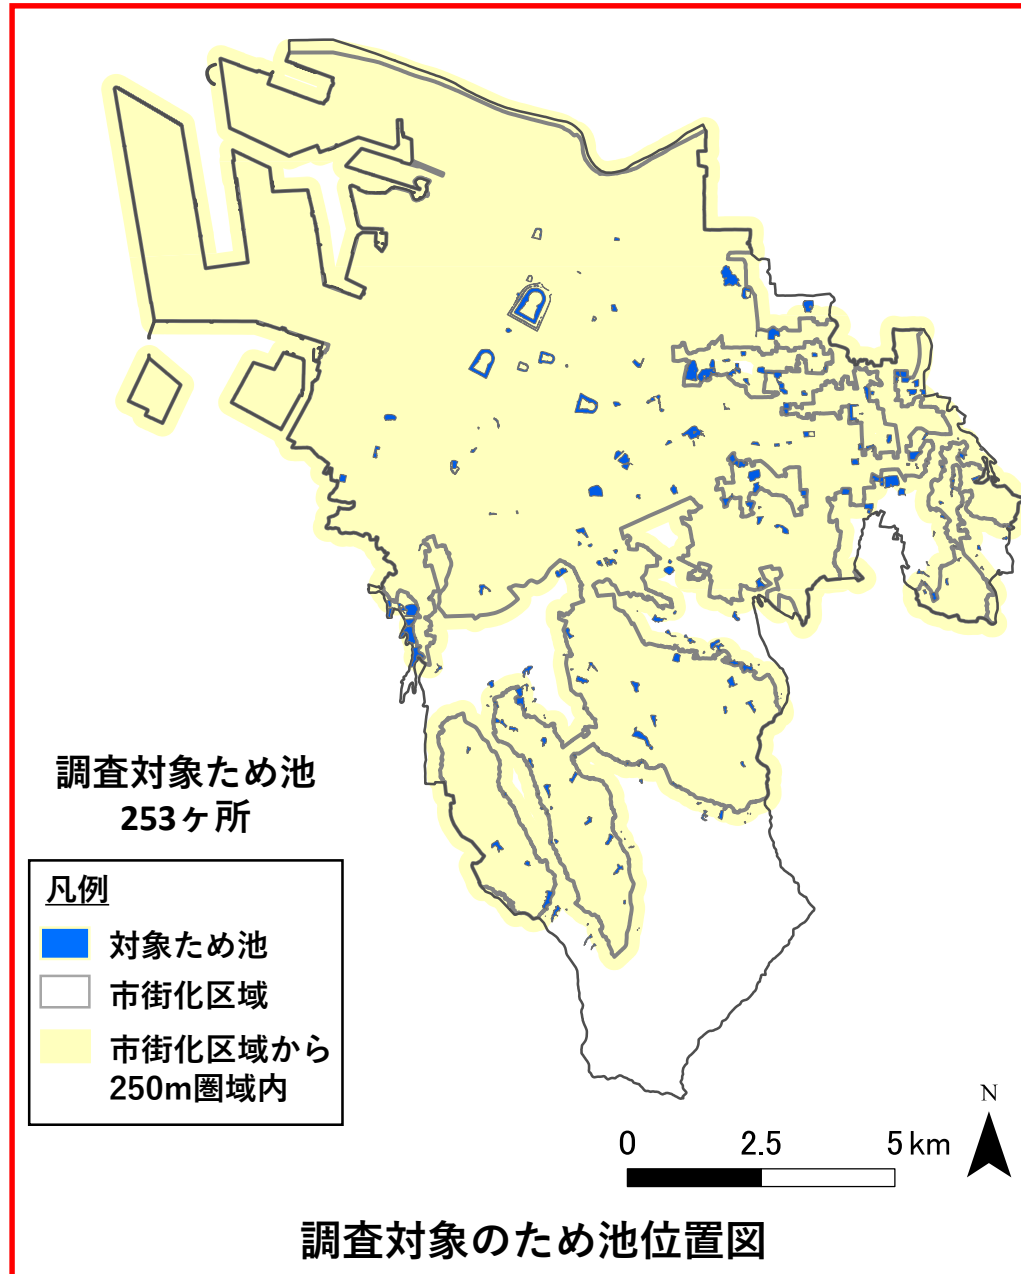 調査対象ため池
253ヶ所
凡例
対象ため池
市街化区域
市街化区域から
250m圏域内
N
0 2.5 5 km
調査対象のため池位置図